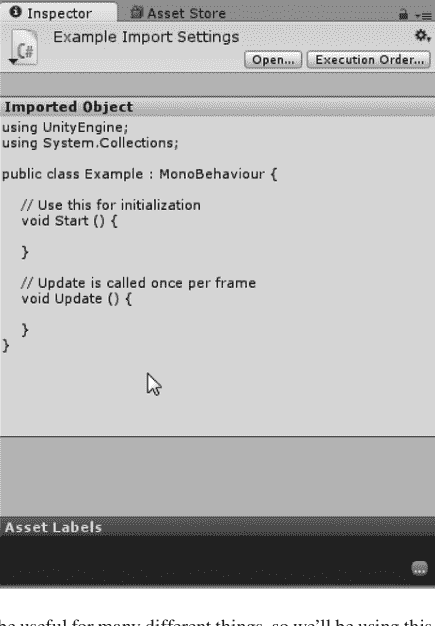 Inspector
Asset Store
Example Import Settings
C#
Open...
Execution Order...
Imported Object
using UnityEngine;
using System.Collections;
public class Example : MonoBehaviour {
// Use this for initialization
void Start () {
}
// Update is called once per frame
void Update () {
}
}
Asset Labels
...
be useful for many different things, so we'll be using this